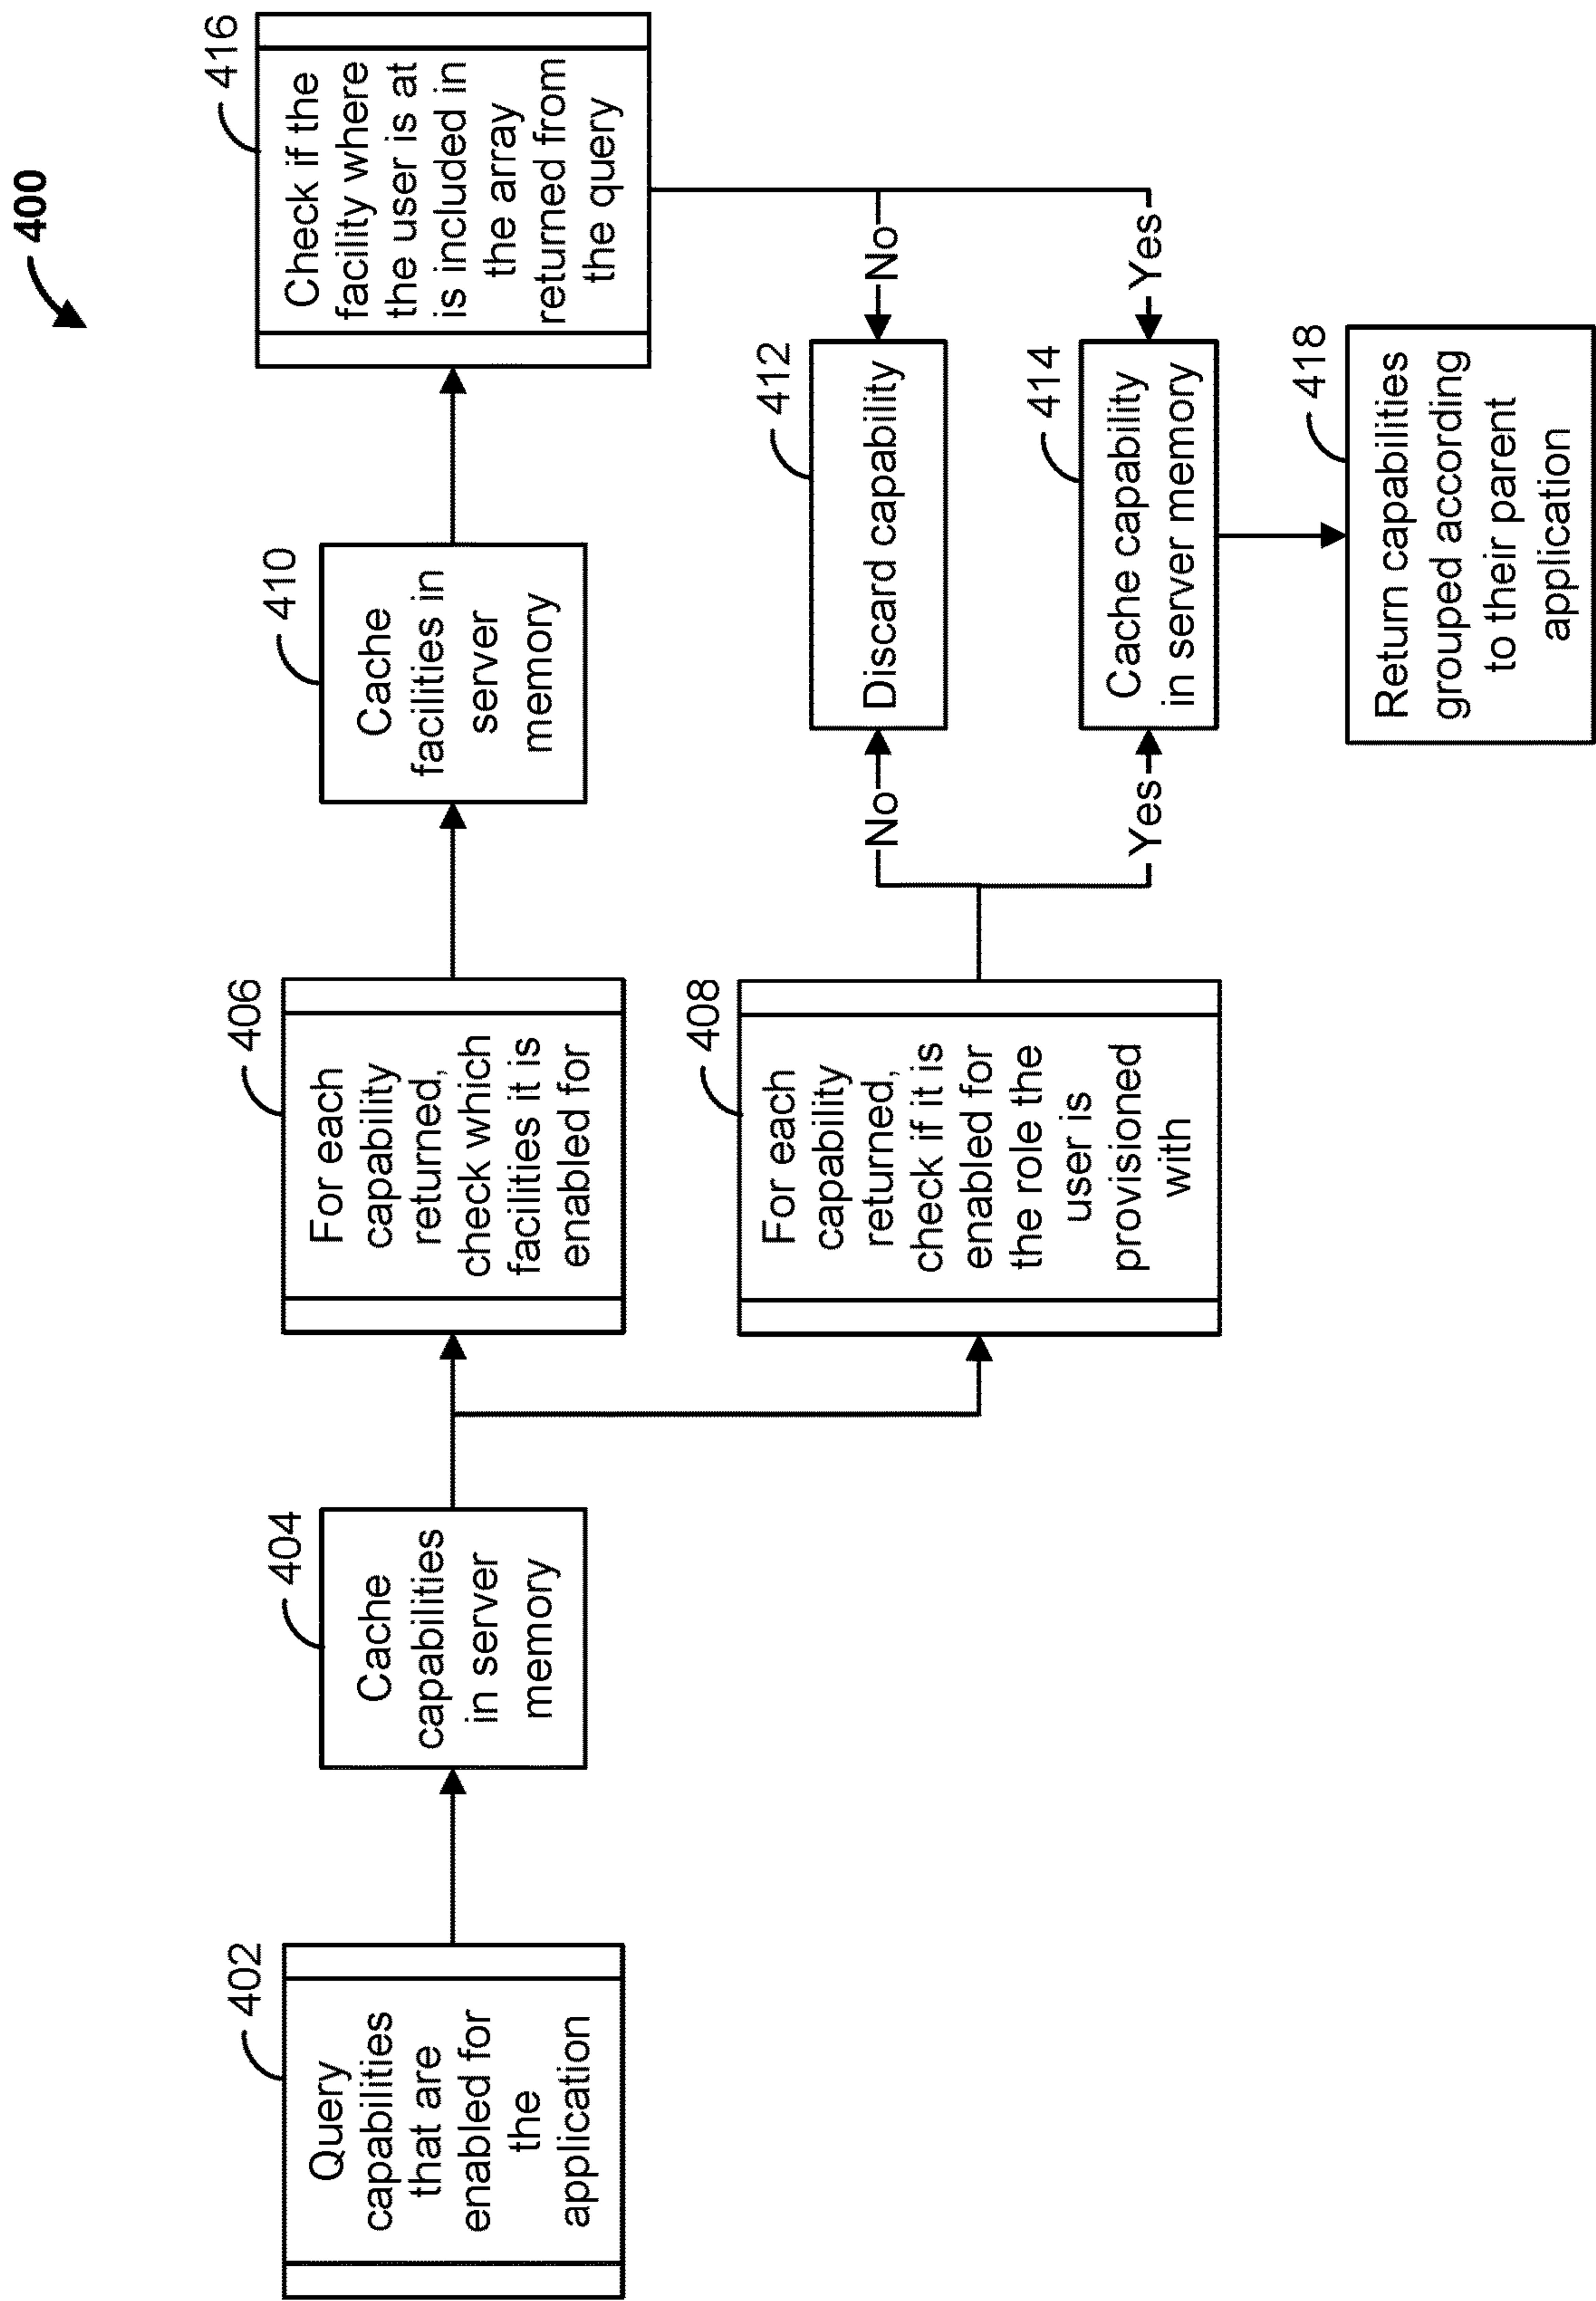 400
402
Query
capabilities
that are
enabled for
the
application
404
Cache
capabilities
in server
memory
406
For each
capability
returned,
check which
facilities it is
enabled for
408
For each
capability
returned,
check if it is
enabled for
the role the
user is
provisioned
with
410
Cache
facilities in
server
memory
416
Check if the
facility where
the user is at
is included in
the array
returned from
the query
No
No
Yes
Yes
412
Discard capability
414
Cache capability
in server memory
418
Return capabilities
grouped according
to their parent
application